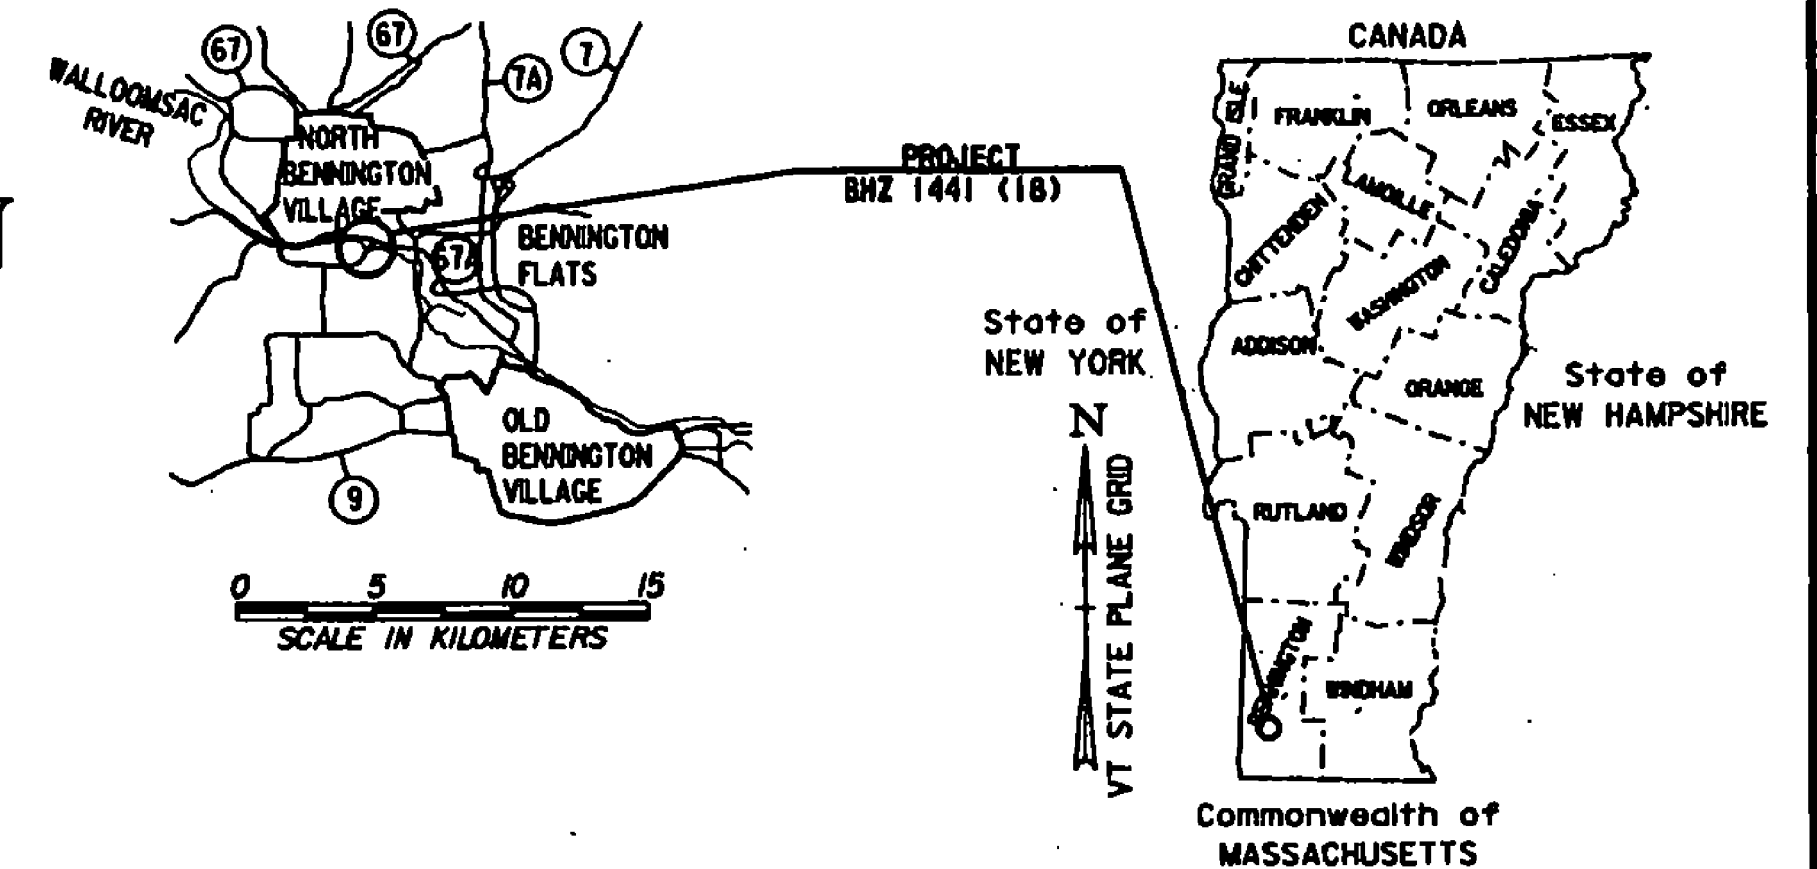 67
67
7A
7
WALLOOMSAC
RIVER
NORTH
BENNINGTON
VILLAGE
67A
BENNINGTON
FLATS
OLD
BENNINGTON
VILLAGE
9
0 5 10 15
SCALE IN KILOMETERS
PROJECT
BHZ 1441 (18)
CANADA
GRAND ISLE
FRANKLIN
ORLEANS
ESSEX
LAMOILLE
CHITTENDEN
CALEDONIA
WASHINGTON
ADDISON
ORANGE
State of
NEW YORK
State of
NEW HAMPSHIRE
N
VT STATE PLANE GRID
RUTLAND
WINDSOR
BENNINGTON
WINDHAM
Commonwealth of
MASSACHUSETTS